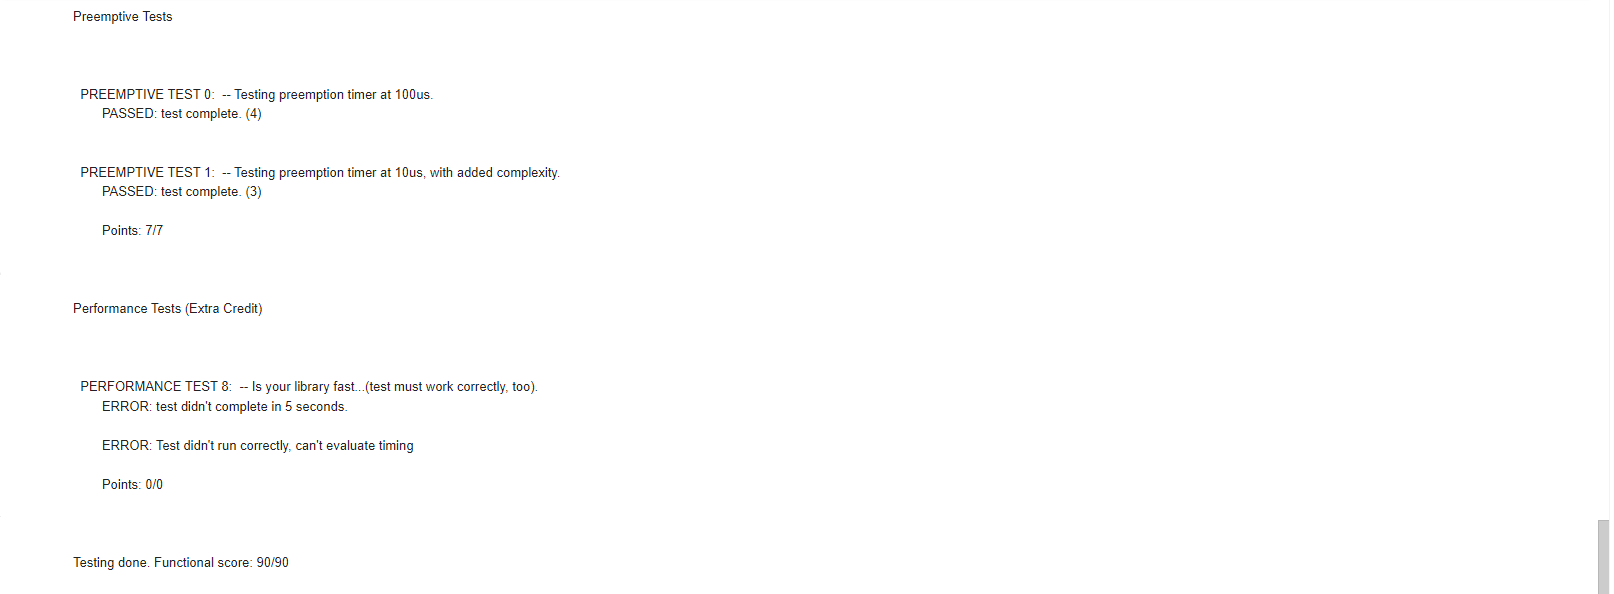 Preemptive Tests
PREEMPTIVE TEST 0:  -- Testing preemption timer at 100us.
PASSED: test complete. (4)
PREEMPTIVE TEST 1:  -- Testing preemption timer at 10us, with added complexity.
PASSED: test complete. (3)
Points: 7/7
Performance Tests (Extra Credit)
PERFORMANCE TEST 8:  -- Is your library fast...(test must work correctly, too).
ERROR: test didn't complete in 5 seconds.
ERROR: Test didn't run correctly, can't evaluate timing
Points: 0/0
Testing done. Functional score: 90/90